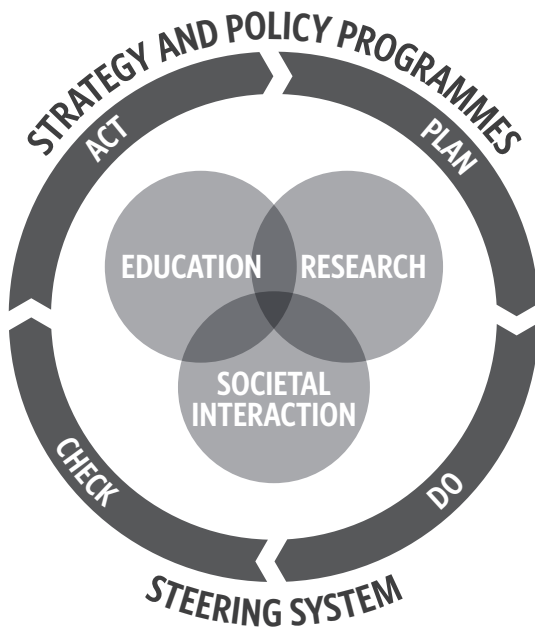 STRATEGY AND POLICY PROGRAMMES
ACT
PLAN
EDUCATION
RESEARCH
SOCIETAL
INTERACTION
CHECK
DO
STEERING SYSTEM